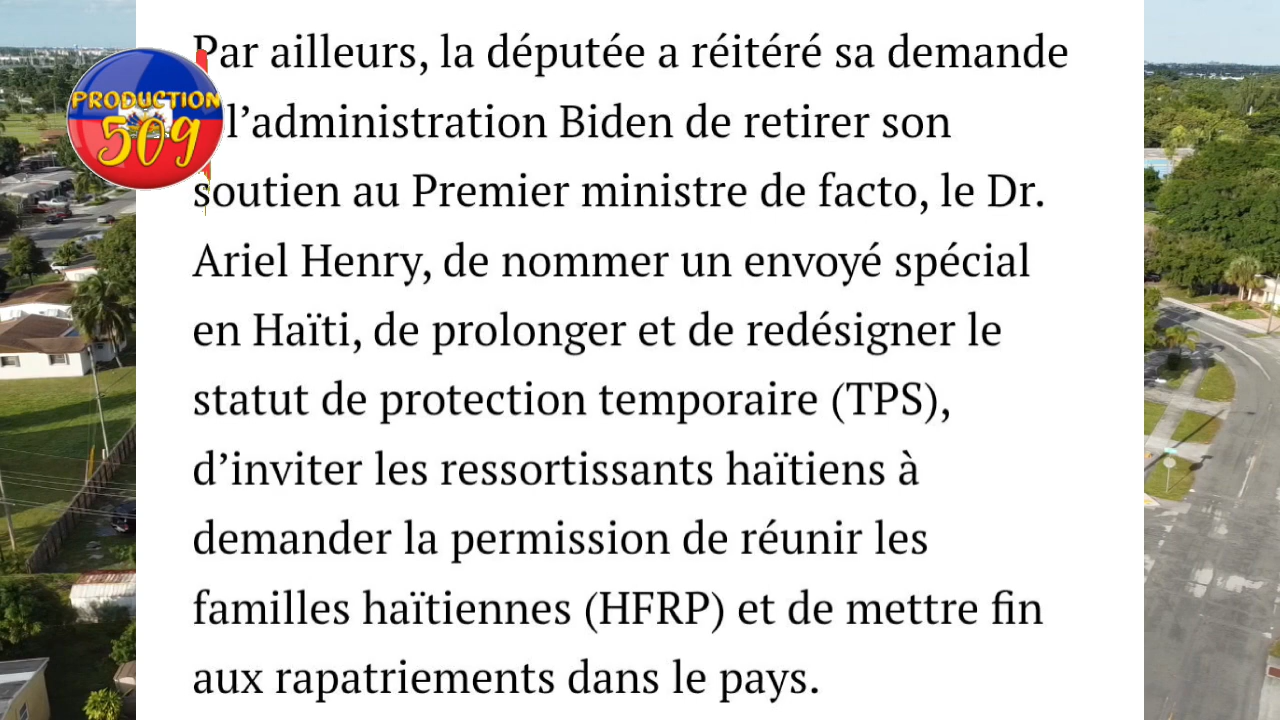 Par ailleurs, la députée a réitéré sa demande
l’administration Biden de retirer son
soutien au Premier ministre de facto, le Dr.
Ariel Henry, de nommer un envoyé spécial
en Haïti, de prolonger et de redésigner le
statut de protection temporaire (TPS),
d’inviter les ressortissants haïtiens à
demander la permission de réunir les
familles haïtiennes (HFRP) et de mettre fin
aux rapatriements dans le pays.
PRODUCTION
509